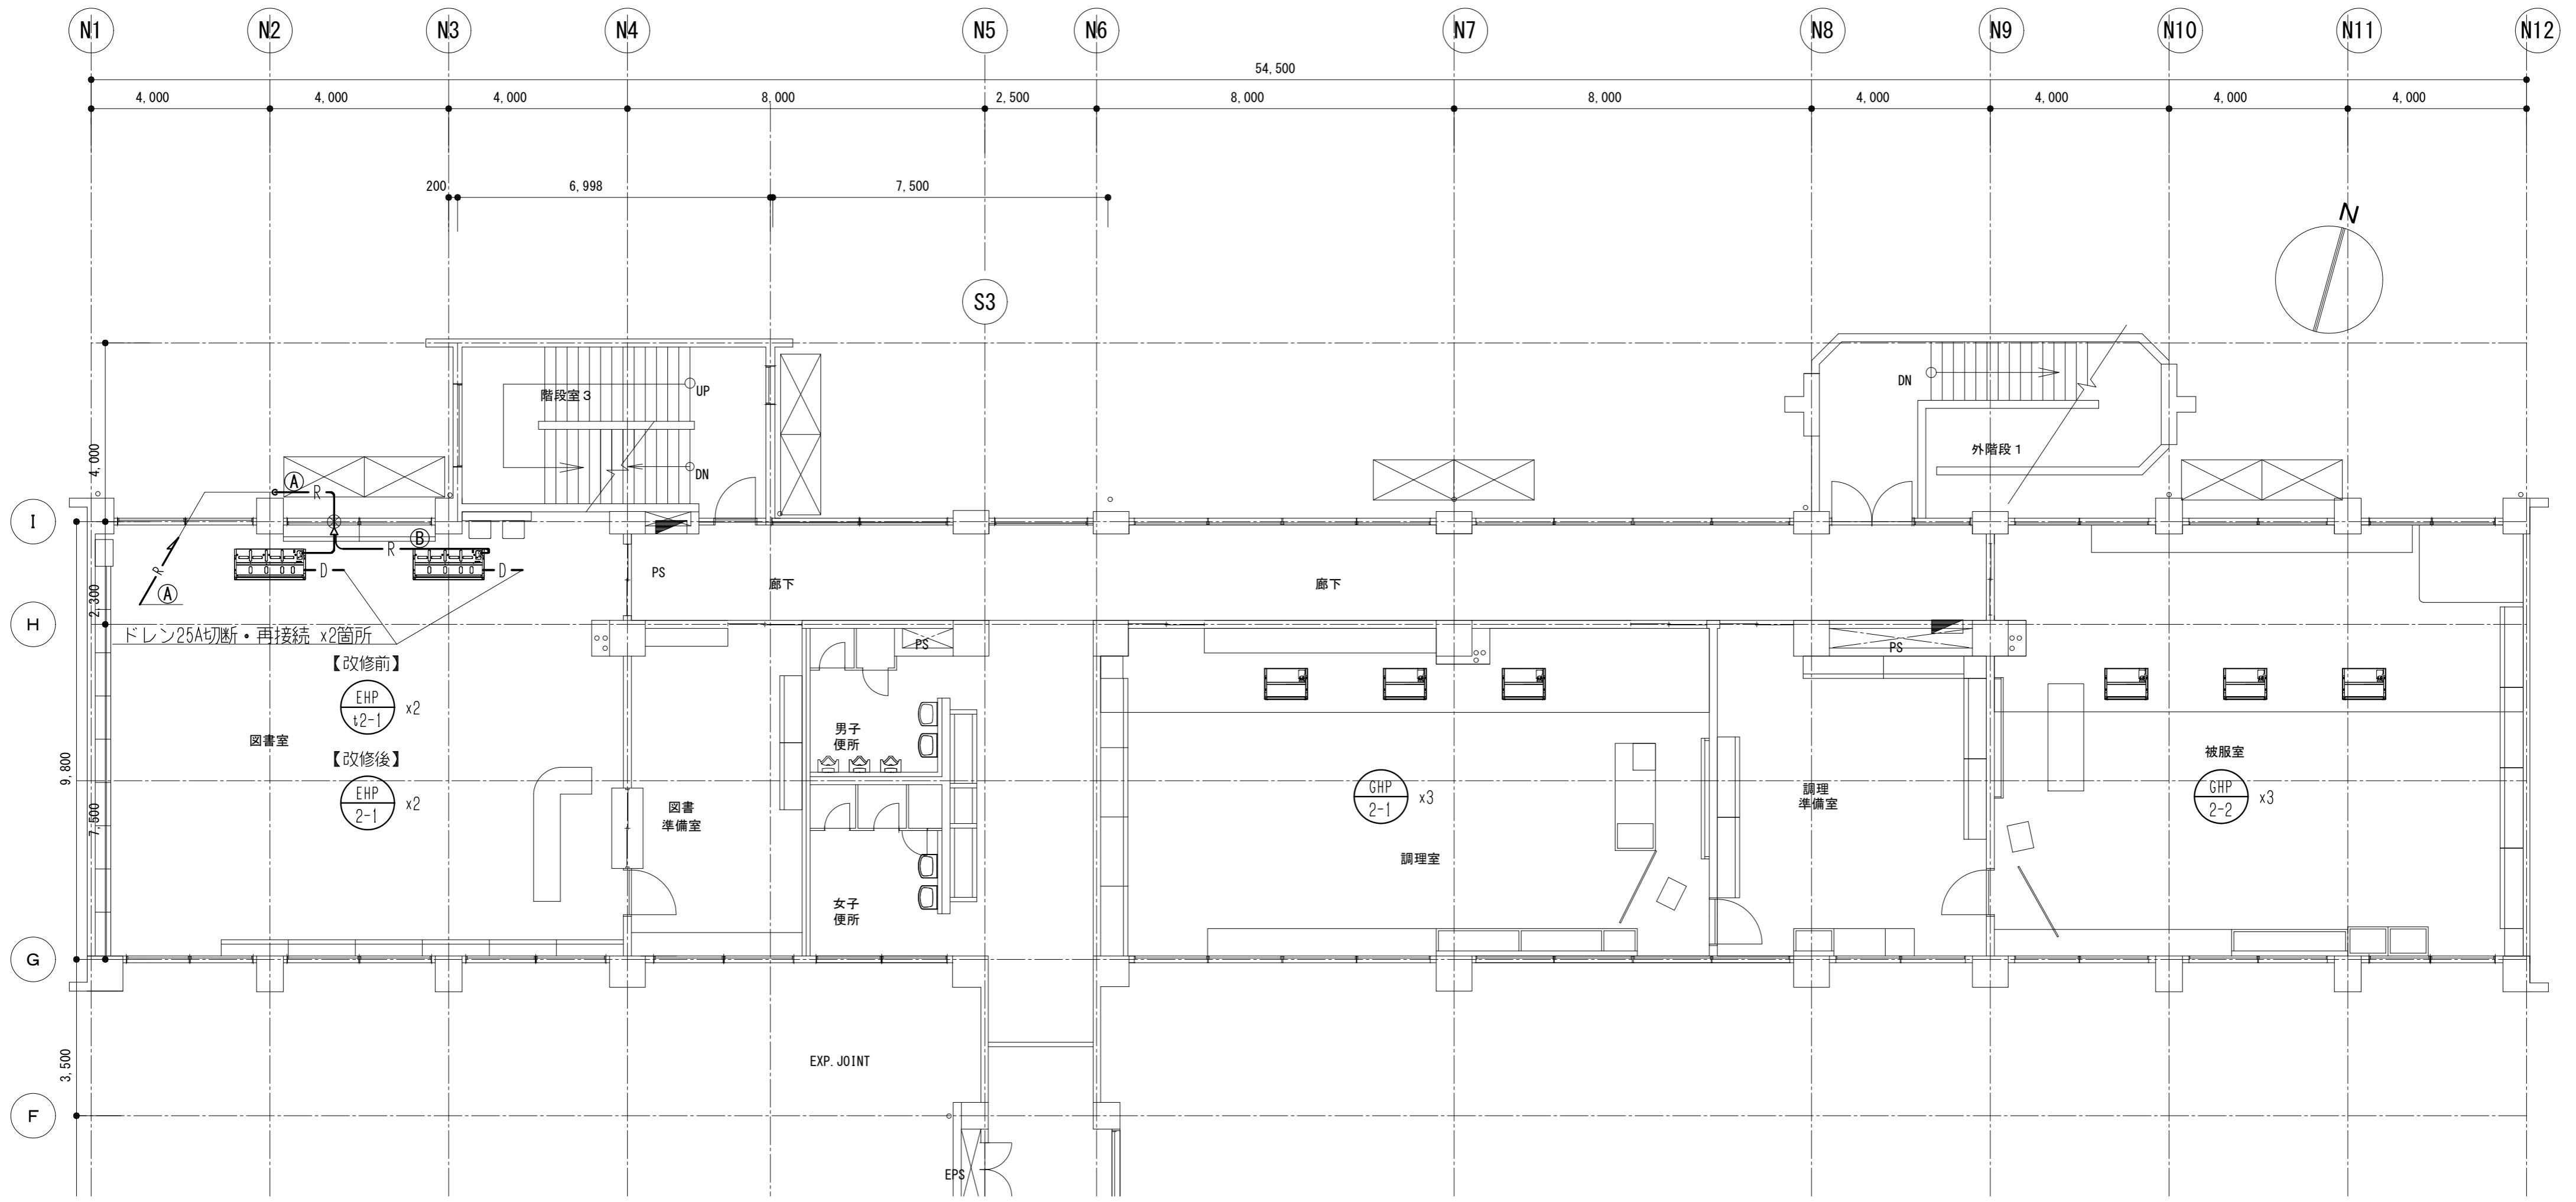 N1 N2 N3 N4 N5 N6 N7 N8 N9 N10 N11 N12
54,500
4,000 4,000 4,000 8,000 2,500 8,000 8,000 4,000 4,000 4,000 4,000
200 6,998 7,500
N
S3
階段室３
UP
DN
DN
外階段１
4,000
A
R
I
B
R
D
D
R
A
2,300
PS
廊下
廊下
H
ドレン25A切断・再接続 x2箇所
PS
PS
【改修前】
EHP
t2-1
x2
図書室
【改修後】
EHP
2-1
x2
9,800
7,500
男子
便所
図書
準備室
女子
便所
GHP
2-1
x3
調理室
調理
準備室
被服室
GHP
2-2
x3
G
3,500
EXP.JOINT
F
EPS